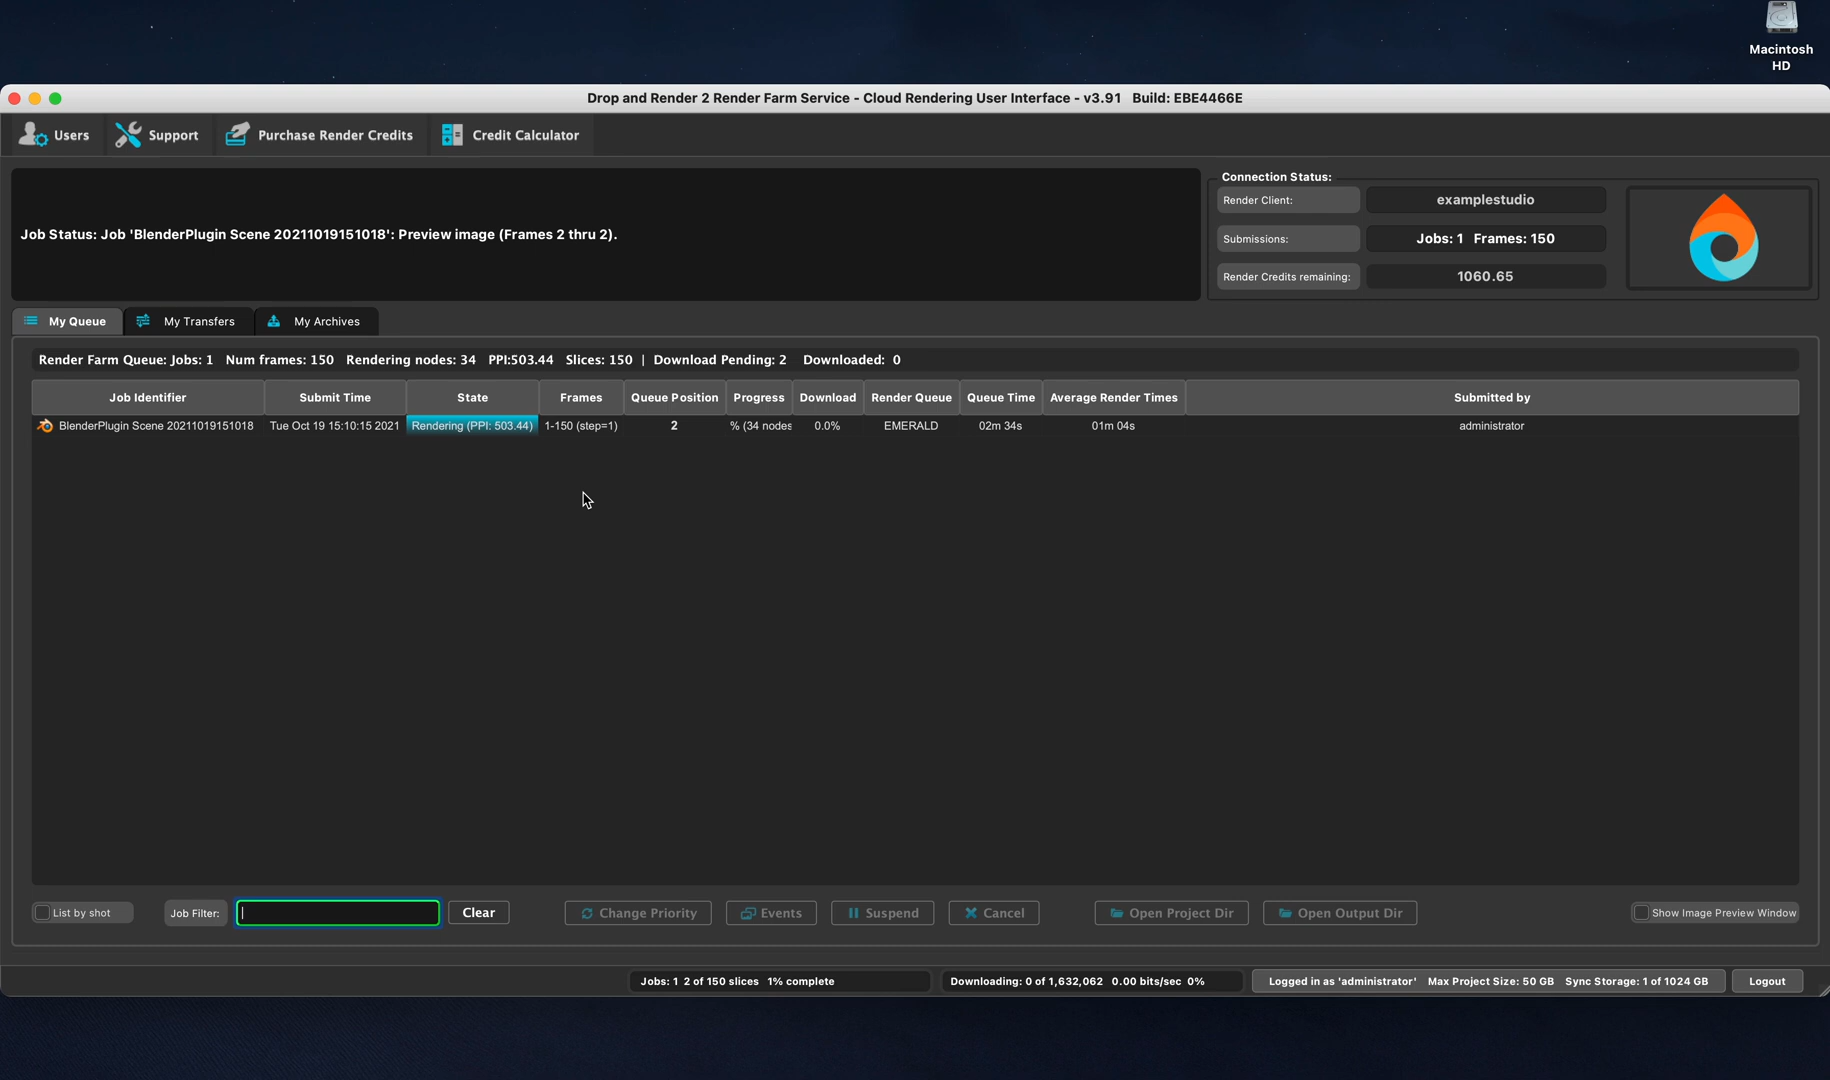 Macintosh
HD
Drop and Render 2 Render Farm Service - Cloud Rendering User Interface - v3.91 Build: EBE4466E
Users
Support
Purchase Render Credits
Credit Calculator
Job Status: Job 'BlenderPlugin Scene 20211019151018': Preview image (Frames 2 thru 2).
Connection Status:
Render Client: examplestudio
Submissions: Jobs: 1 Frames: 150
Render Credits remaining: 1060.65
My Queue
My Transfers
My Archives
Render Farm Queue: Jobs: 1 Num frames: 150 Rendering nodes: 34 PPI:503.44 Slices: 150 | Download Pending: 2 Downloaded: 0
Job Identifier Submit Time State Frames Queue Position Progress Download Render Queue Queue Time Average Render Times Submitted by
BlenderPlugin Scene 20211019151018 Tue Oct 19 15:10:15 2021 Rendering (PPI: 503.44) 1-150 (step=1) 2 % (34 nodes 0.0% EMERALD 02m 34s 01m 04s administrator
List by shot
Job Filter:
Clear
Change Priority
Events
Suspend
Cancel
Open Project Dir
Open Output Dir
Show Image Preview Window
Jobs: 1 2 of 150 slices 1% complete
Downloading: 0 of 1,632,062 0.00 bits/sec 0%
Logged in as 'administrator' Max Project Size: 50 GB Sync Storage: 1 of 1024 GB
Logout